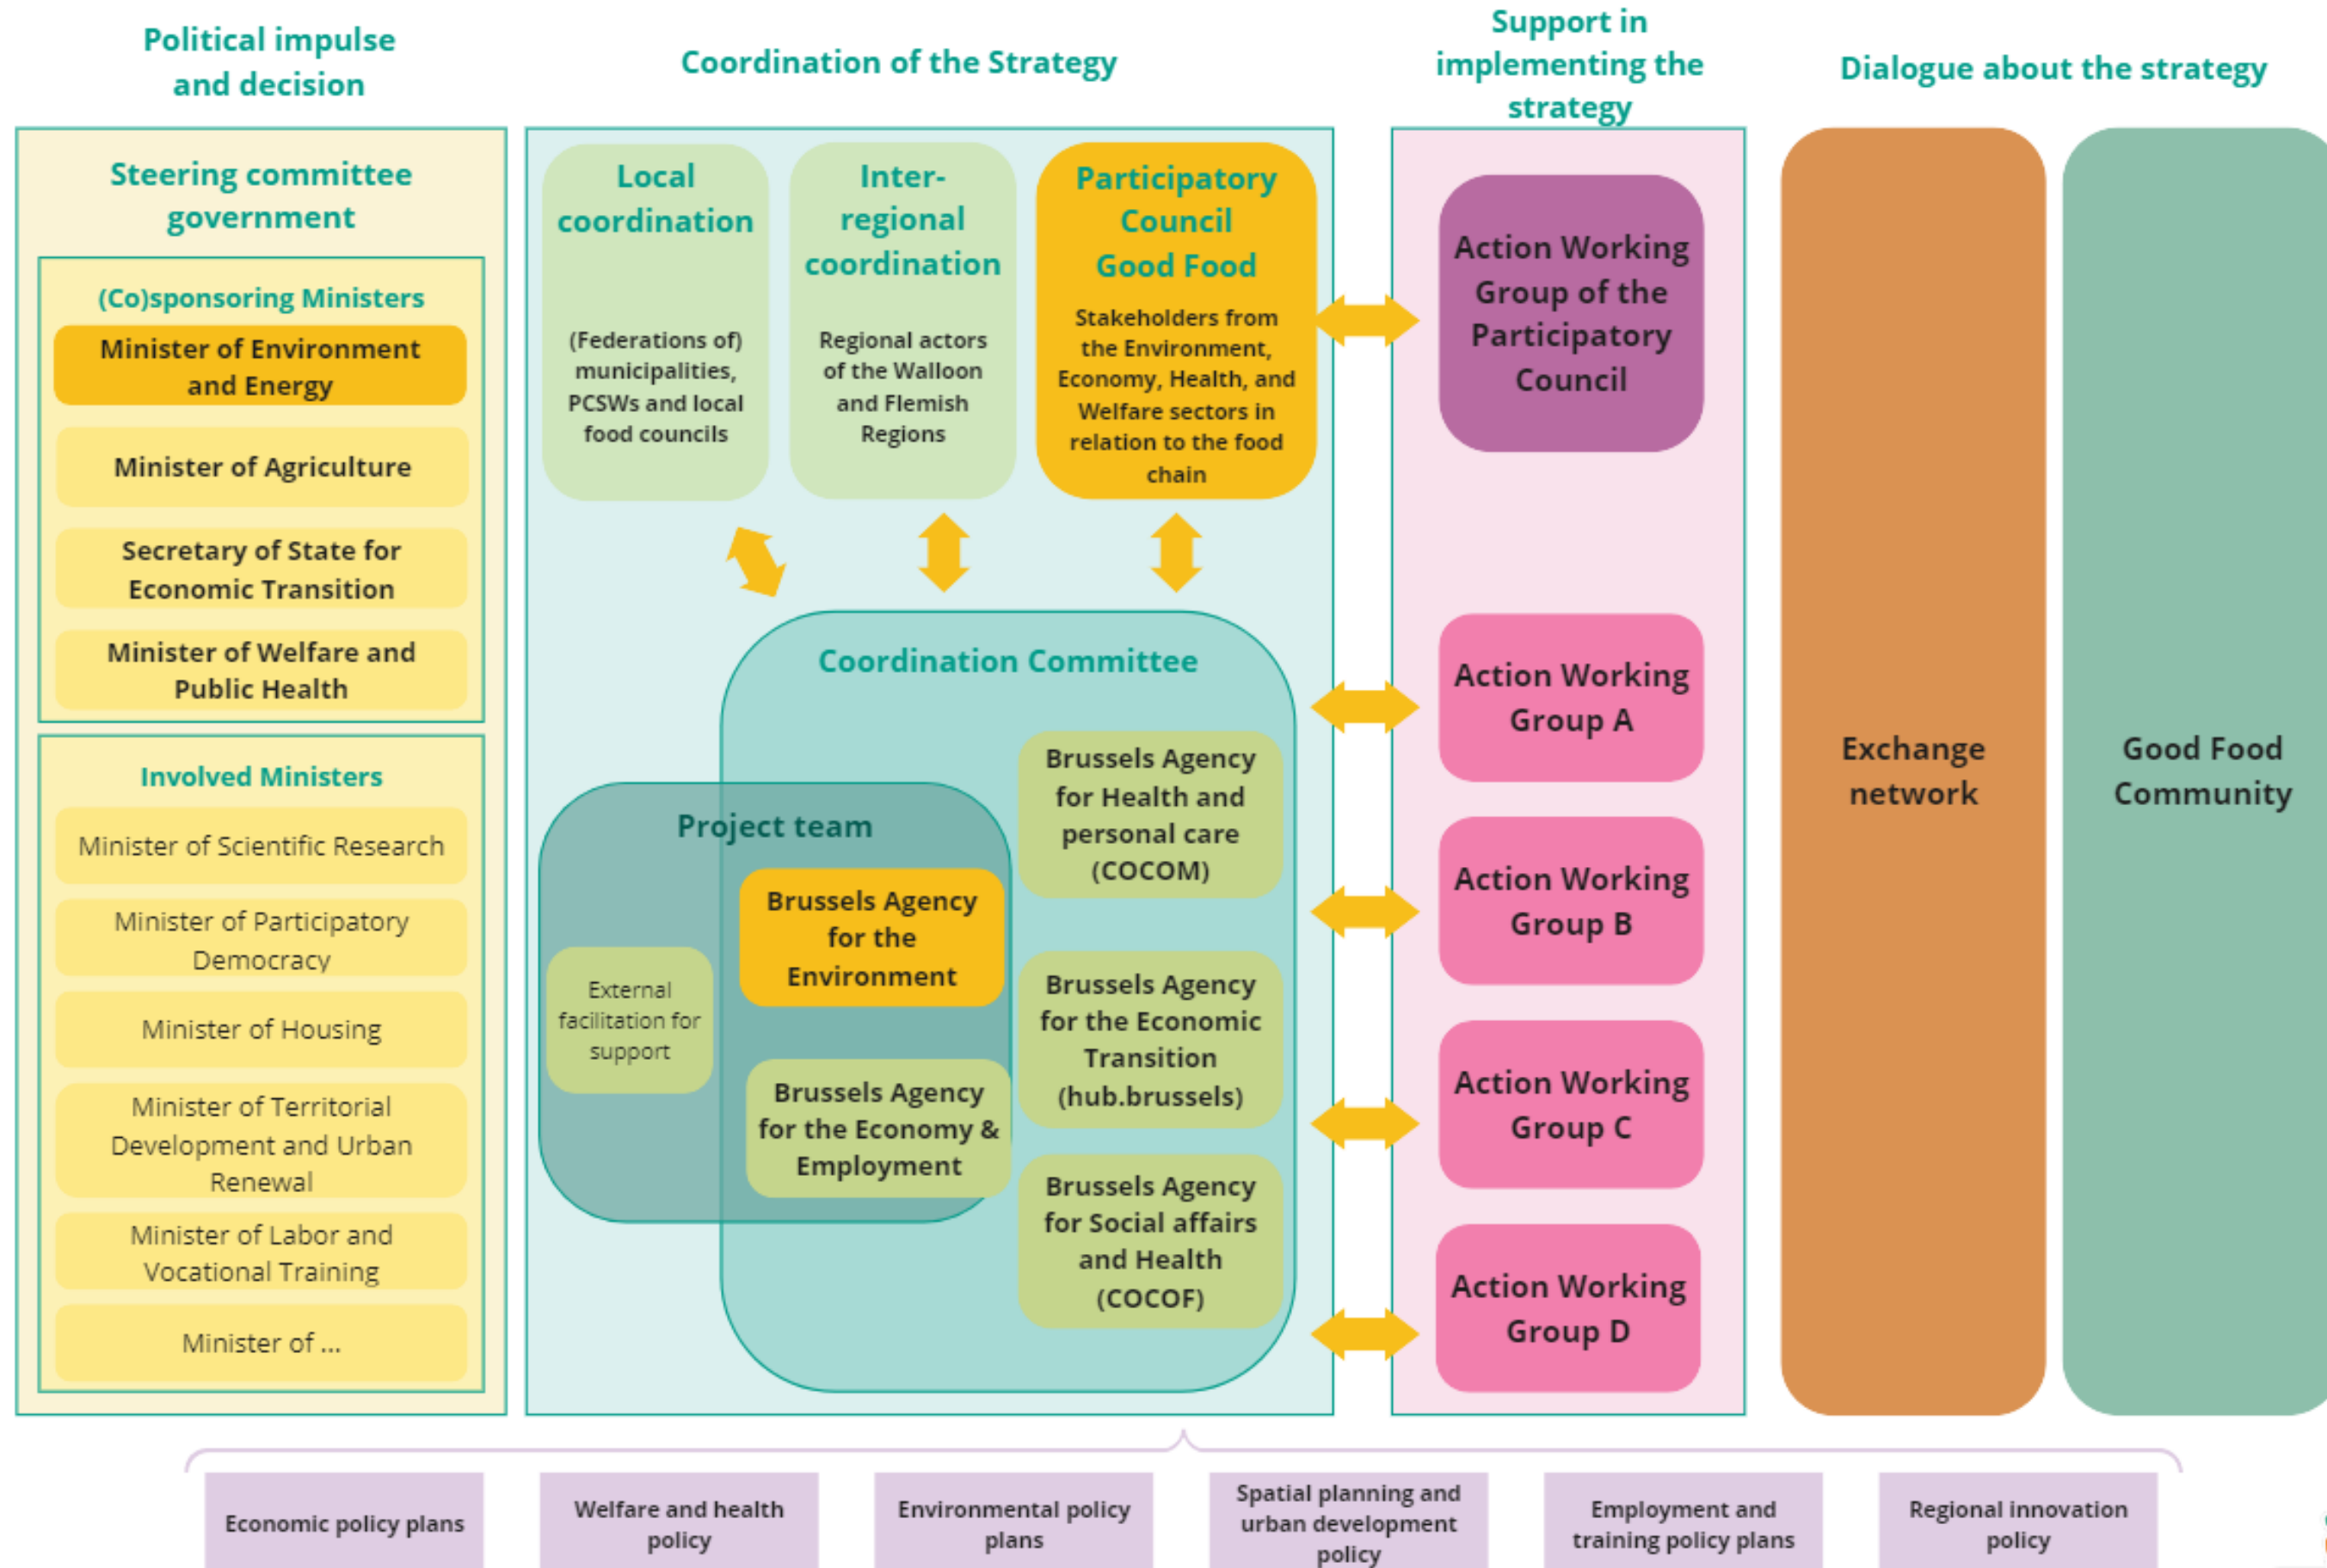 Political impulse
and decision
Coordination of the Strategy
Support in
implementing the
strategy
Dialogue about the strategy
Steering committee
government
(Co)sponsoring Ministers
Minister of Environment
and Energy
Minister of Agriculture
Secretary of State for
Economic Transition
Minister of Welfare and
Public Health
Involved Ministers
Minister of Scientific Research
Minister of Participatory
Democracy
Minister of Housing
Minister of Territorial
Development and Urban
Renewal
Minister of Labor and
Vocational Training
Minister of ...
Local
coordination
(Federations of)
municipalities,
PCSWs and local
food councils
Inter-
regional
coordination
Regional actors
of the Walloon
and Flemish
Regions
Participatory
Council
Good Food
Stakeholders from
the Environment,
Economy, Health, and
Welfare sectors in
relation to the food
chain
Coordination Committee
Project team
External
facilitation for
support
Brussels Agency
for the
Environment
Brussels Agency
for the Economy &
Employment
Brussels Agency
for Health and
personal care
(COCOM)
Brussels Agency
for the Economic
Transition
(hub.brussels)
Brussels Agency
for Social affairs
and Health
(COCOF)
Action Working
Group of the
Participatory
Council
Action Working
Group A
Action Working
Group B
Action Working
Group C
Action Working
Group D
Exchange
network
Good Food
Community
Economic policy plans
Welfare and health
policy
Environmental policy
plans
Spatial planning and
urban development
policy
Employment and
training policy plans
Regional innovation
policy